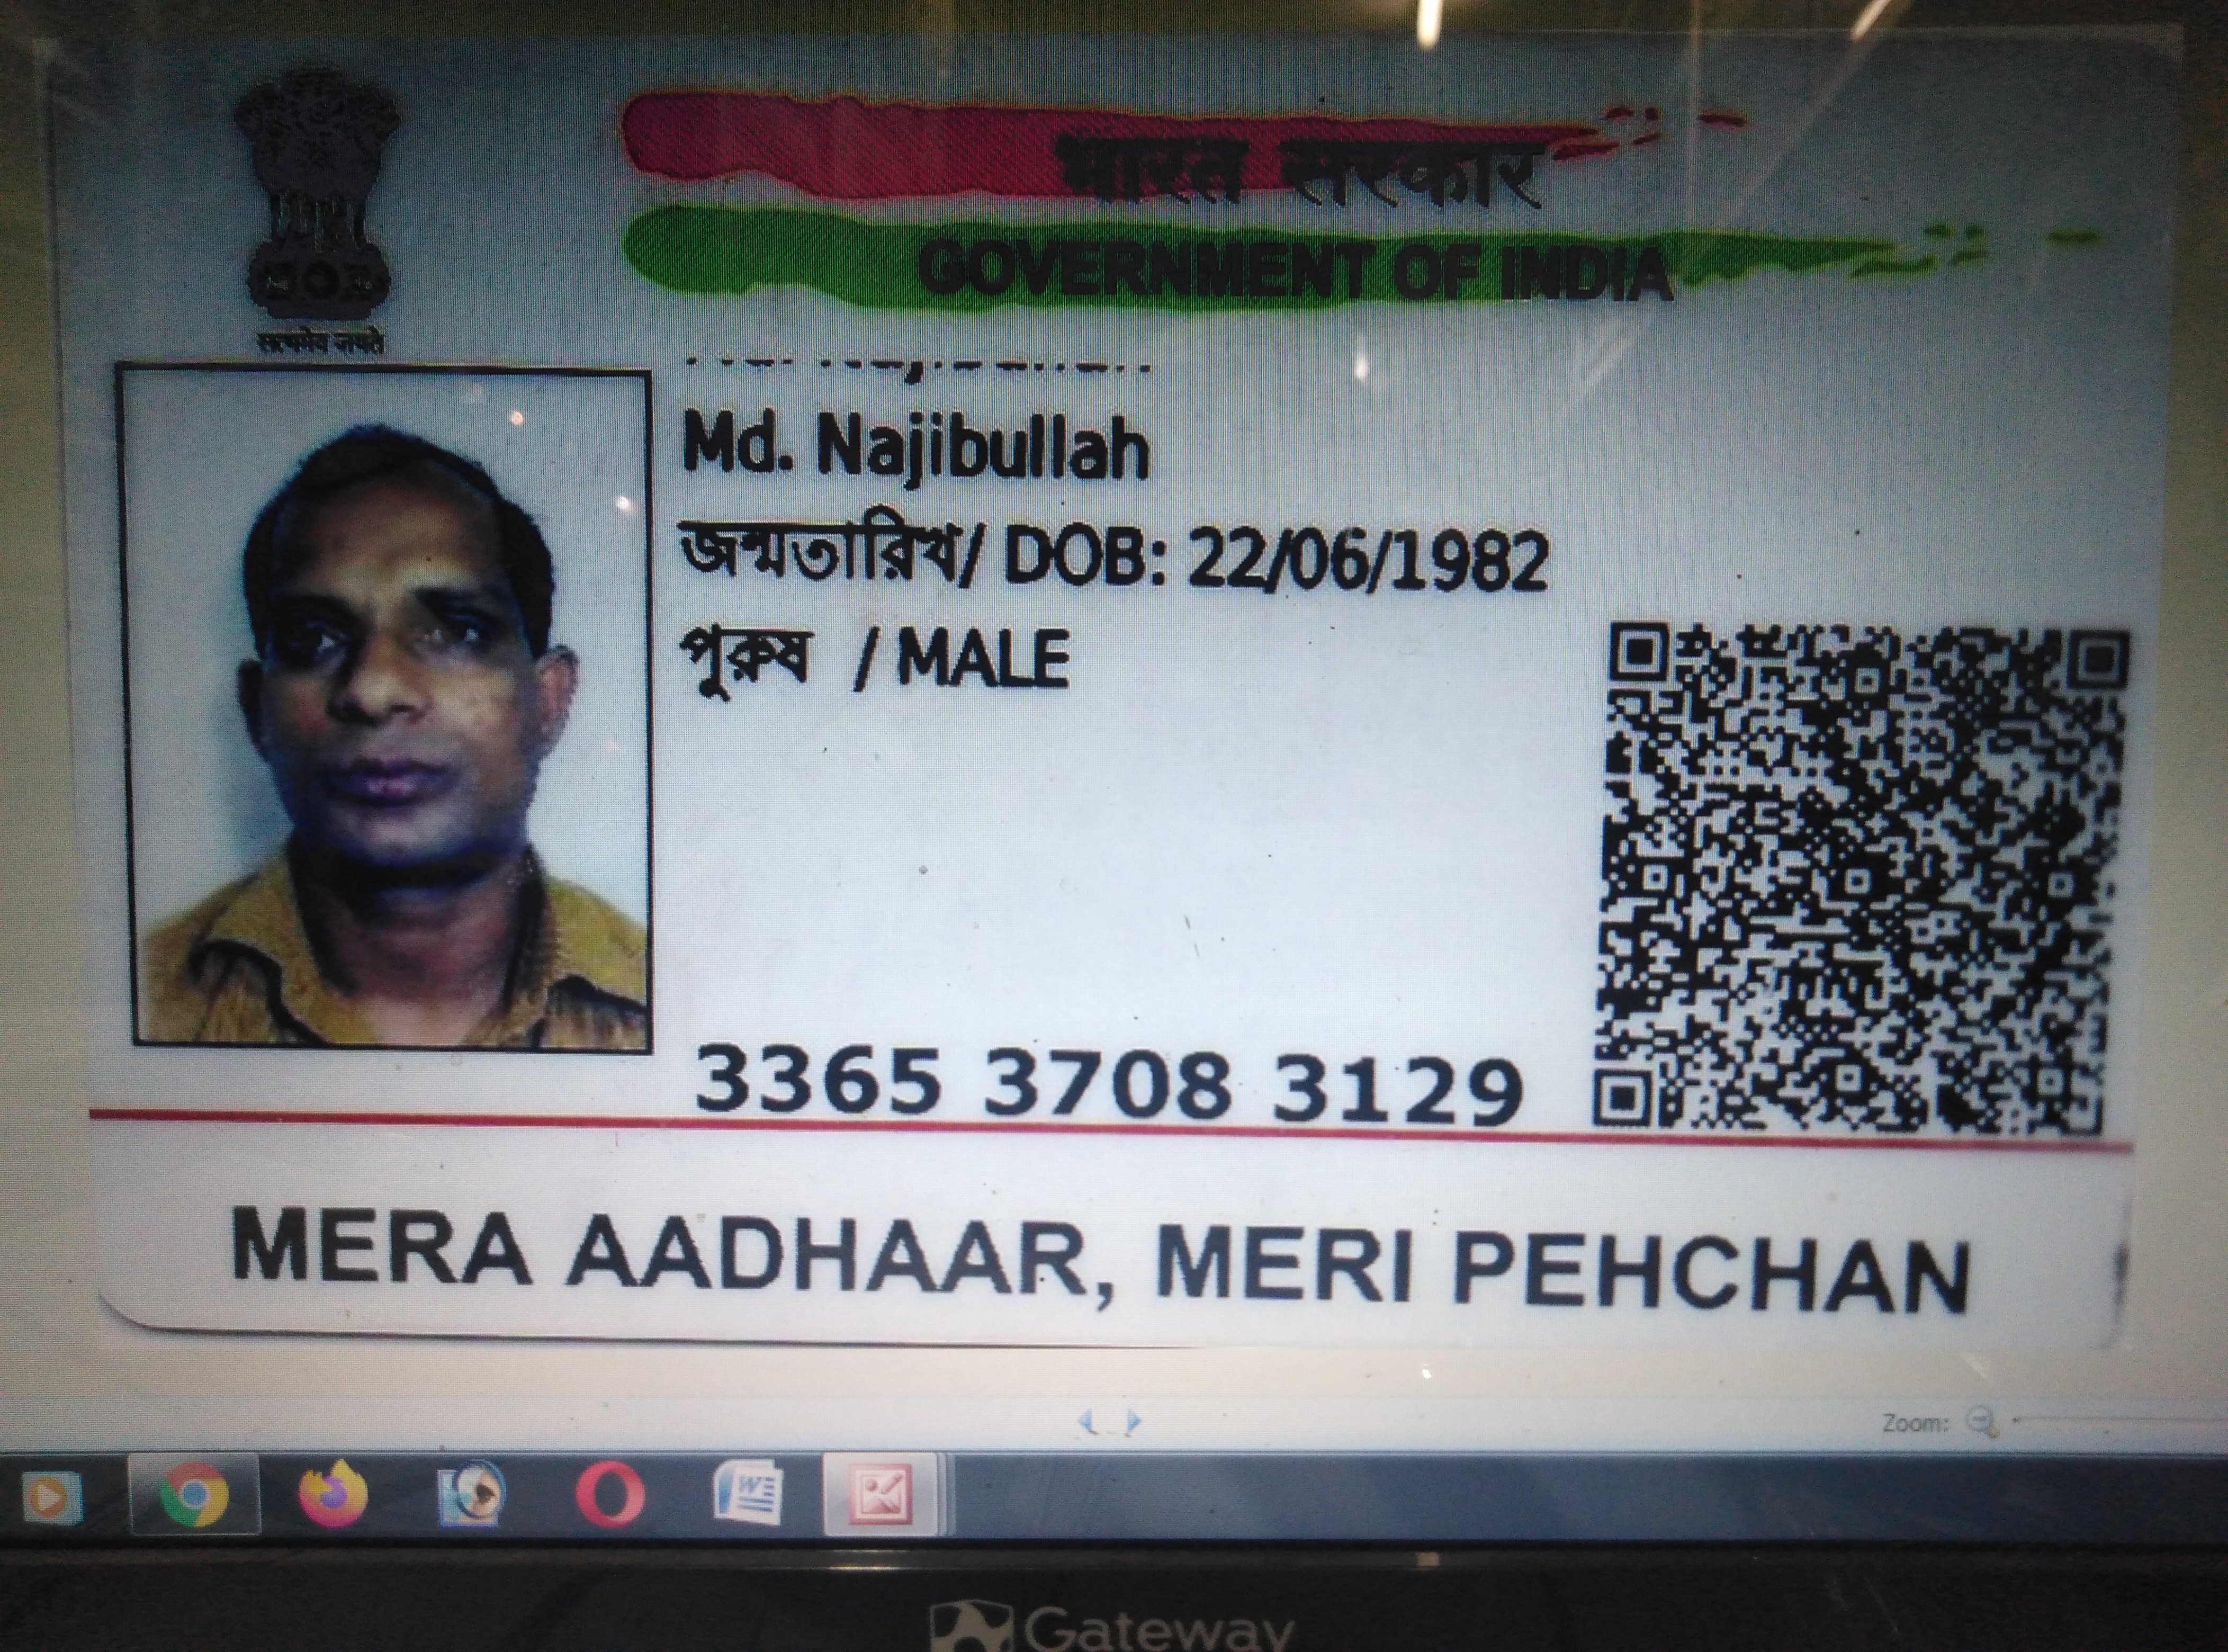 सत्यमेव जयते
भारत सरकार
GOVERNMENT OF INDIA
Md. Najibullah
জন্মতারিখ/ DOB: 22/06/1982
পুরুষ / MALE
3365 3708 3129
MERA AADHAAR, MERI PEHCHAN
Zoom:
Gateway